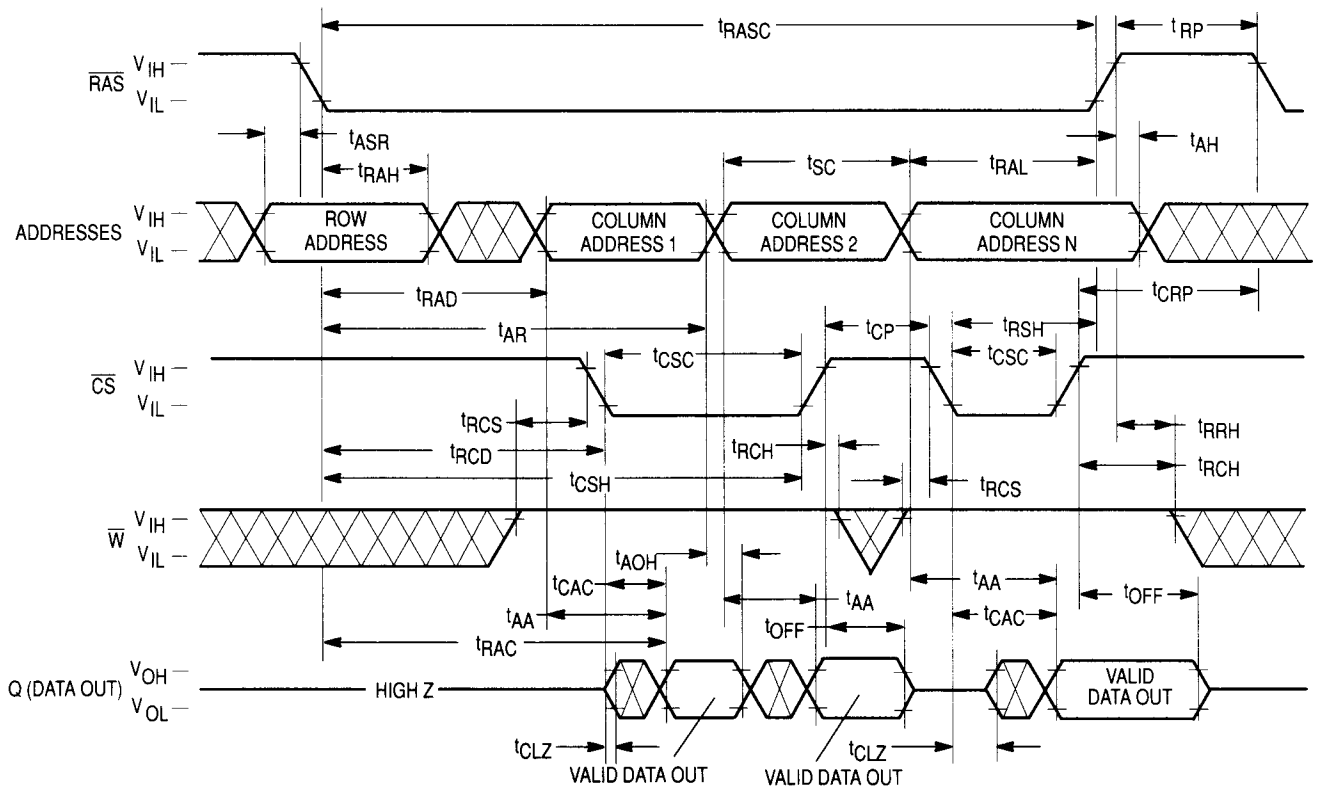 tRASC
tRP
RAS
VIH
VIL
tASR
tRAH
tSC
tRAL
tAH
ADDRESSES
VIH
VIL
ROW ADDRESS
COLUMN ADDRESS 1
COLUMN ADDRESS 2
COLUMN ADDRESS N
tRAD
tCRP
tAR
tCP
tRSH
tCSC
tCSC
CS
VIH
VIL
tRCS
tRCH
tRRH
tRCD
tRCH
tCSH
tRCS
W
VIH
VIL
tAOH
tCAC
tAA
tAA
tAA
tOFF
tRAC
tOFF
tCAC
Q (DATA OUT)
VOH
VOL
HIGH Z
VALID DATA OUT
tCLZ
tCLZ
VALID DATA OUT
VALID DATA OUT